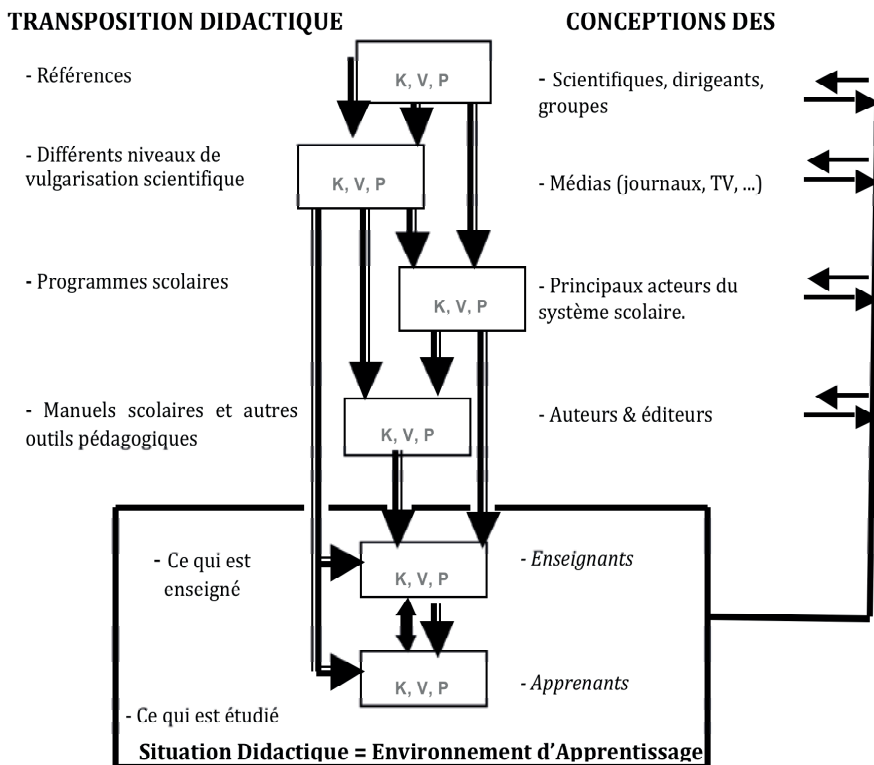 TRANSPOSITION DIDACTIQUE
CONCEPTIONS DES
- Références
K, V, P
- Scientifiques, dirigeants,
groupes
- Différents niveaux de
vulgarisation scientifique
K, V, P
- Médias (journaux, TV, ...)
- Programmes scolaires
K, V, P
- Principaux acteurs du
système scolaire.
- Manuels scolaires et autres
outils pédagogiques
K, V, P
- Auteurs & éditeurs
- Ce qui est
enseigné
K, V, P
- Enseignants
K, V, P
- Apprenants
- Ce qui est étudié
Situation Didactique = Environnement d'Apprentissage